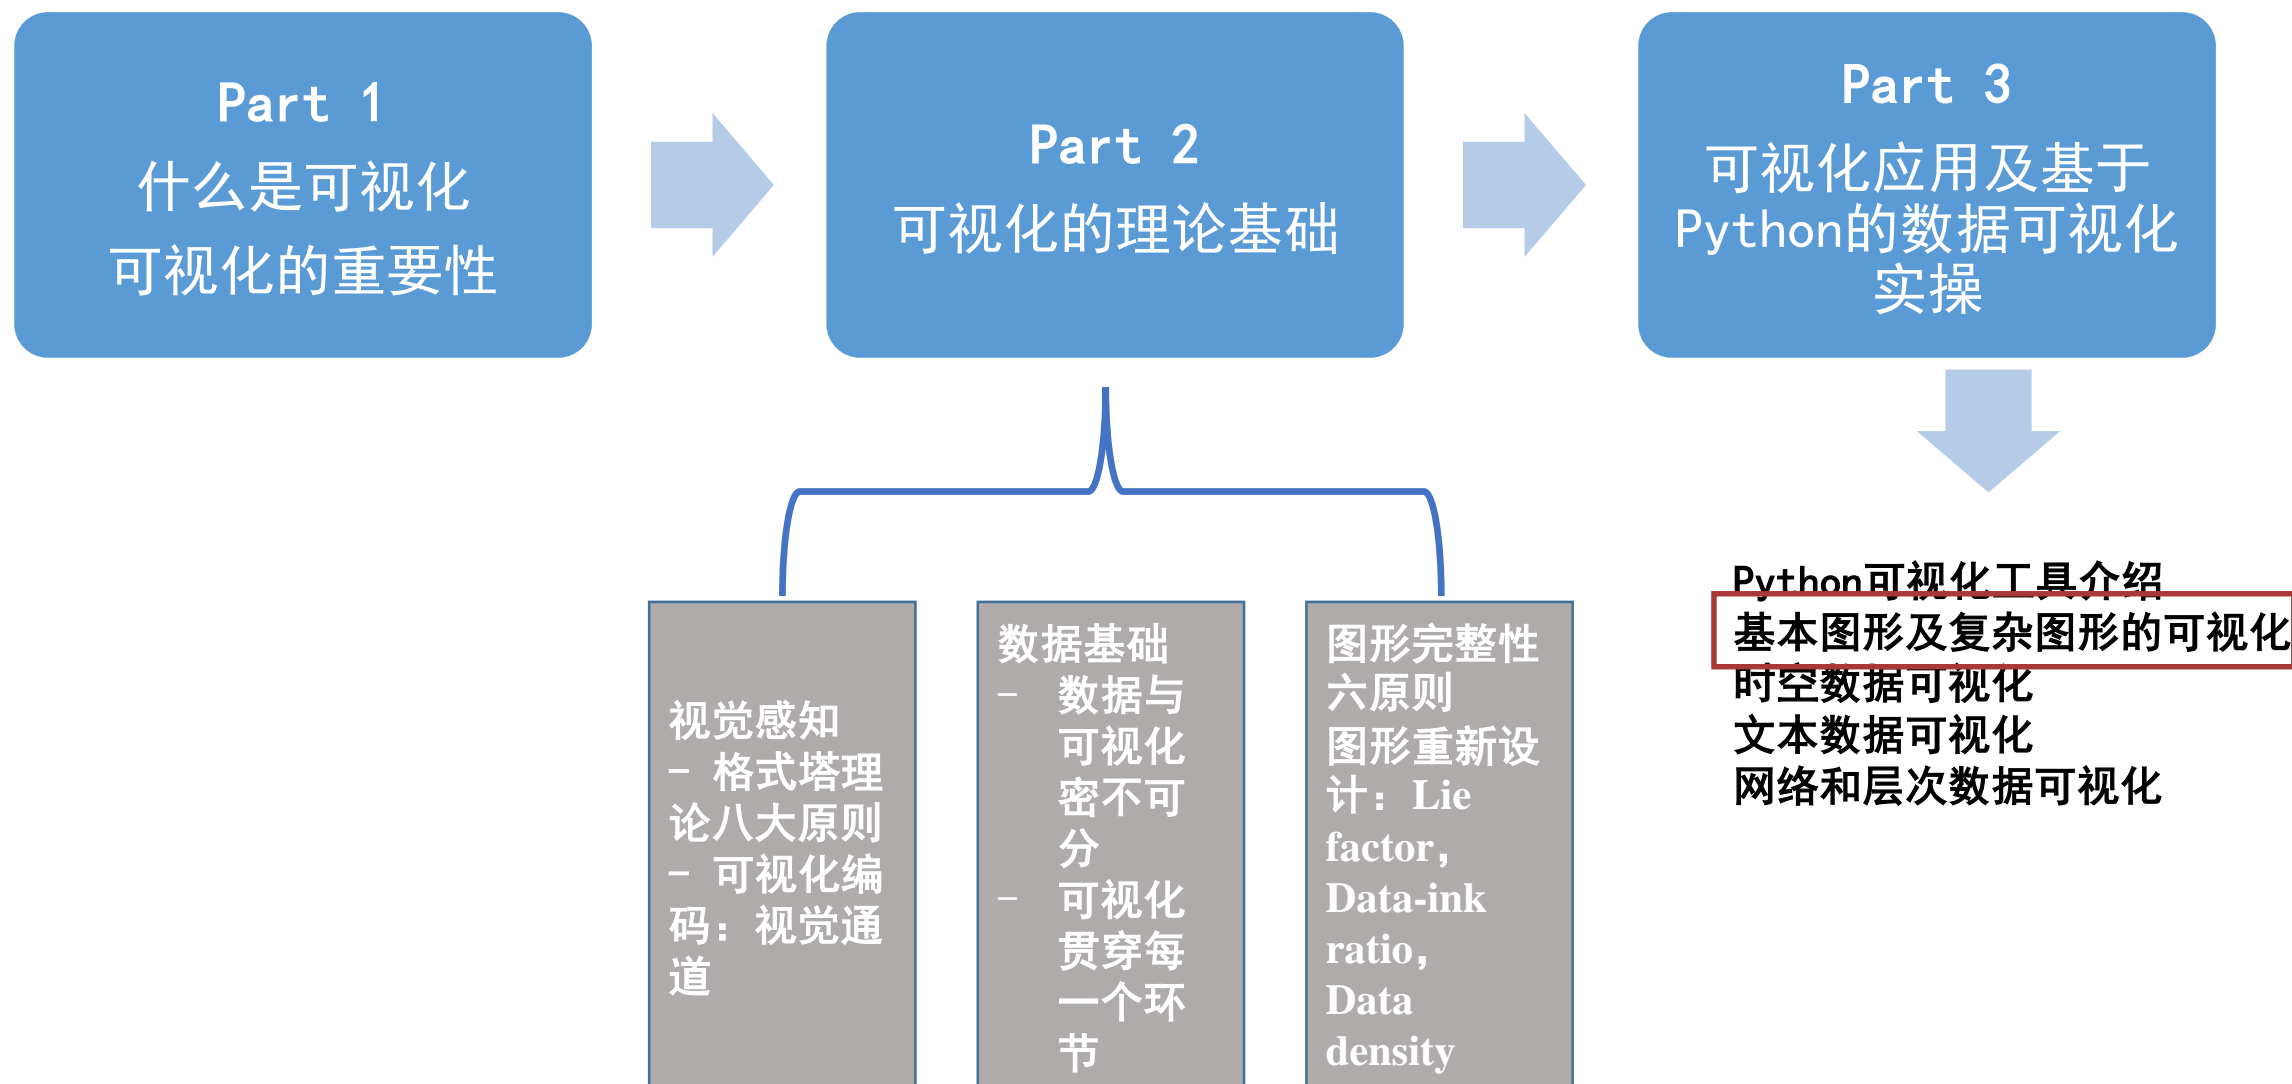 Part 1
什么是可视化
可视化的重要性
Part 2
可视化的理论基础
Part 3
可视化应用及基于
Python的数据可视化
实操
视觉感知
- 格式塔理
论八大原则
- 可视化编
码：视觉通
道
数据基础
- 数据与
可视化
密不可
分
- 可视化
贯穿每
一个环
节
图形完整性
六原则
图形重新设
计：Lie
factor，
Data-ink
ratio，
Data
density
Python可视化工具介绍
基本图形及复杂图形的可视化
时空数据可视化
文本数据可视化
网络和层次数据可视化